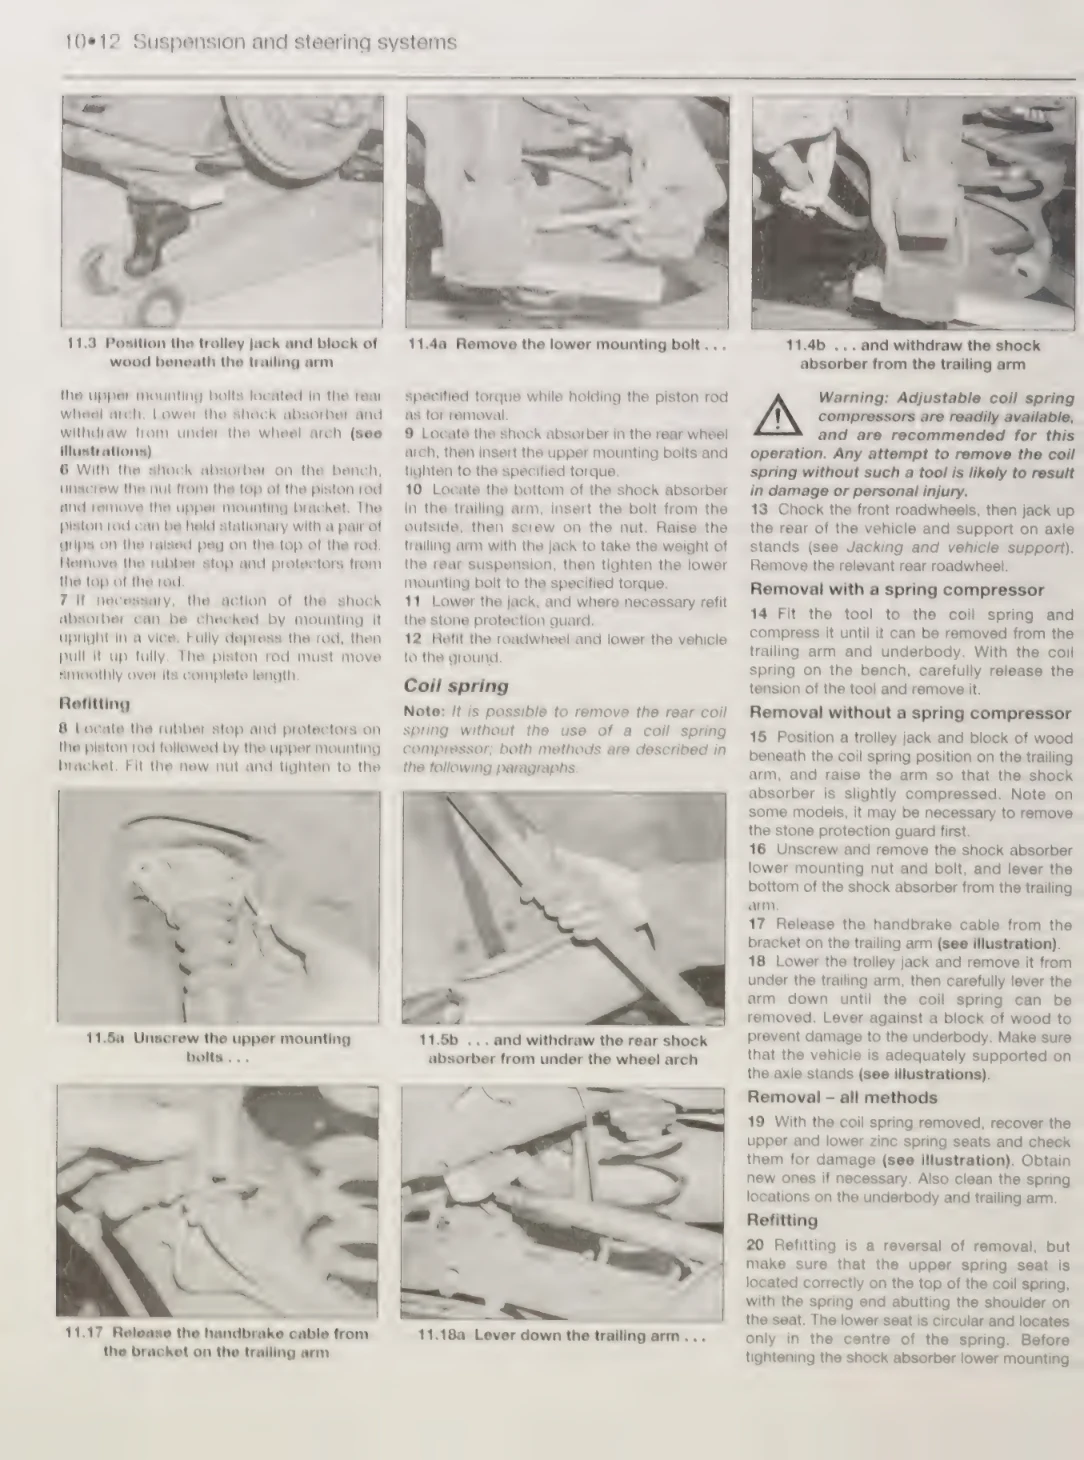 10•12 Suspension and steering systems
11.3 Position the trolley jack and block of
wood beneath the trailing arm
11.4a Remove the lower mounting bolt . . .
11.4b . . . and withdraw the shock
absorber from the trailing arm
the upper mounting bolts located in the rear
wheel arch. Lower the shock absorber and
withdraw from under the wheel arch (see
illustrations)
6 With the shock absorber on the bench,
unscrew the nut from the top of the piston rod
and remove the upper mounting bracket. The
piston rod can be held stationary with a pair of
grips on the raised peg on the top of the rod.
Remove the rubber stop and protectors from
the top of the rod.
7 If necessary, the action of the shock
absorber can be checked by mounting it
upright in a vice. Fully depress the rod, then
pull it up fully. The piston rod must move
smoothly over its complete length.
Refitting
8 Locate the rubber stop and protectors on
the piston rod followed by the upper mounting
bracket. Fit the new nut and tighten to the
specified torque while holding the piston rod
as for removal.
9 Locate the shock absorber in the rear wheel
arch, then insert the upper mounting bolts and
tighten to the specified torque.
10 Locate the bottom of the shock absorber
in the trailing arm, insert the bolt from the
outside, then screw on the nut. Raise the
trailing arm with the jack to take the weight of
the rear suspension, then tighten the lower
mounting bolt to the specified torque.
11 Lower the jack, and where necessary refit
the stone protection guard.
12 Refit the roadwheel and lower the vehicle
to the ground.
Coil spring
Note: It is possible to remove the rear coil
spring without the use of a coil spring
compressor; both methods are described in
the following paragraphs.
Warning: Adjustable coil spring
compressors are readily available,
and are recommended for this
operation. Any attempt to remove the coil
spring without such a tool is likely to result
in damage or personal injury.
13 Chock the front roadwheels, then jack up
the rear of the vehicle and support on axle
stands (see Jacking and vehicle support).
Remove the relevant rear roadwheel.
Removal with a spring compressor
14 Fit the tool to the coil spring and
compress it until it can be removed from the
trailing arm and underbody. With the coil
spring on the bench, carefully release the
tension of the tool and remove it.
Removal without a spring compressor
15 Position a trolley jack and block of wood
beneath the coil spring position on the trailing
arm, and raise the arm so that the shock
absorber is slightly compressed. Note on
some models, it may be necessary to remove
the stone protection guard first.
16 Unscrew and remove the shock absorber
lower mounting nut and bolt, and lever the
bottom of the shock absorber from the trailing
arm.
17 Release the handbrake cable from the
bracket on the trailing arm (see illustration).
18 Lower the trolley jack and remove it from
under the trailing arm, then carefully lever the
arm down until the coil spring can be
removed. Lever against a block of wood to
prevent damage to the underbody. Make sure
that the vehicle is adequately supported on
the axle stands (see illustrations).
Removal – all methods
19 With the coil spring removed, recover the
upper and lower zinc spring seats and check
them for damage (see illustration). Obtain
new ones if necessary. Also clean the spring
locations on the underbody and trailing arm.
Refitting
20 Refitting is a reversal of removal, but
make sure that the upper spring seat is
located correctly on the top of the coil spring,
with the spring end abutting the shoulder on
the seat. The lower seat is circular and locates
only in the centre of the spring. Before
tightening the shock absorber lower mounting
11.5a Unscrew the upper mounting
bolts . . .
11.5b . . . and withdraw the rear shock
absorber from under the wheel arch
11.17 Release the handbrake cable from
the bracket on the trailing arm
11.18a Lever down the trailing arm . . .